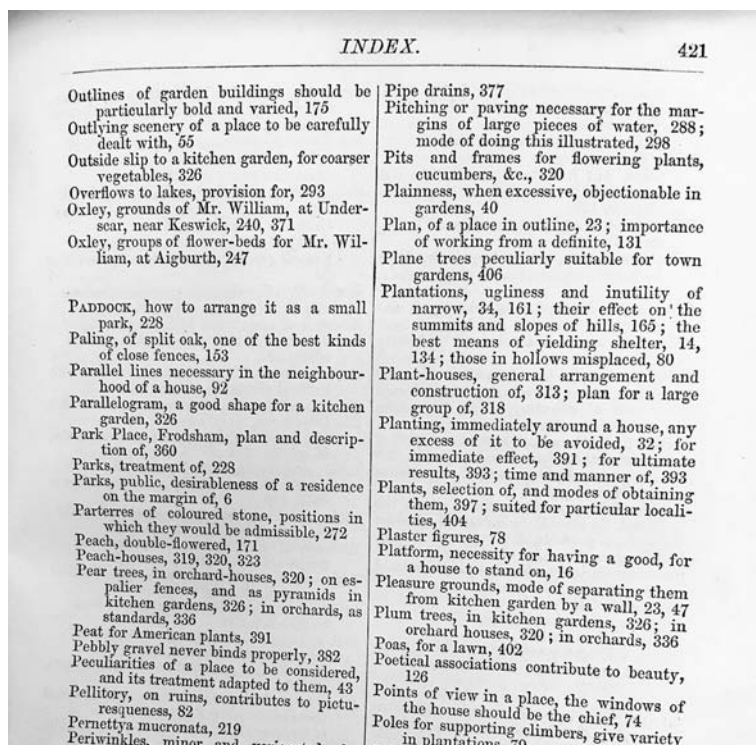 INDEX.
421
Outlines of garden buildings should be
particularly bold and varied, 175
Outlying scenery of a place to be carefully
dealt with, 55
Outside slip to a kitchen garden, for coarser
vegetables, 326
Overflows to lakes, provision for, 293
Oxley, grounds of Mr. William, at Under-
scar, near Keswick, 240, 371
Oxley, groups of flower-beds for Mr. Wil-
liam, at Aigburth, 247
PADDOCK, how to arrange it as a small
park, 228
Paling, of split oak, one of the best kinds
of close fences, 153
Parallel lines necessary in the neighbour-
hood of a house, 92
Parallelogram, a good shape for a kitchen
garden, 326
Park Place, Frodsham, plan and descrip-
tion of, 360
Parks, treatment of, 228
Parks, public, desirableness of a residence
on the margin of, 6
Parterres of coloured stone, positions in
which they would be admissible, 272
Peach, double-flowered, 171
Peach-houses, 319, 320, 323
Pear trees, in orchard-houses, 320; on es-
palier fences, and as pyramids in
kitchen gardens, 326; in orchards, as
standards, 336
Peat for American plants, 391
Pebbly gravel never binds properly, 382
Peculiarities of a place to be considered,
and its treatment adapted to them, 43
Pellitory, on ruins, contributes to pictu-
resqueness, 82
Pernettya mucronata, 219
Periwinkles, minor and
Pipe drains, 377
Pitching or paving necessary for the mar-
gins of large pieces of water, 288;
mode of doing this illustrated, 298
Pits and frames for flowering plants,
cucumbers, &c., 320
Plainness, when excessive, objectionable in
gardens, 40
Plan, of a place in outline, 23; importance
of working from a definite, 131
Plane trees peculiarly suitable for town
gardens, 406
Plantations, ugliness and inutility of
narrow, 34, 161; their effect on the
summits and slopes of hills, 165; the
best means of yielding shelter, 14,
134; those in hollows misplaced, 80
Plant-houses, general arrangement and
construction of, 313; plan for a large
group of, 318
Planting, immediately around a house, any
excess of it to be avoided, 32; for
immediate effect, 391; for ultimate
results, 393; time and manner of, 393
Plants, selection of, and modes of obtaining
them, 397; suited for particular locali-
ties, 404
Plaster figures, 78
Platform, necessity for having a good, for
a house to stand on, 16
Pleasure grounds, mode of separating them
from kitchen garden by a wall, 23, 47
Plum trees, in kitchen gardens, 326; in
orchard houses, 320; in orchards, 336
Poas, for a lawn, 402
Poetical associations contribute to beauty,
126
Points of view in a place, the windows of
the house should be the chief, 74
Poles for supporting climbers, give variety
in plantations,